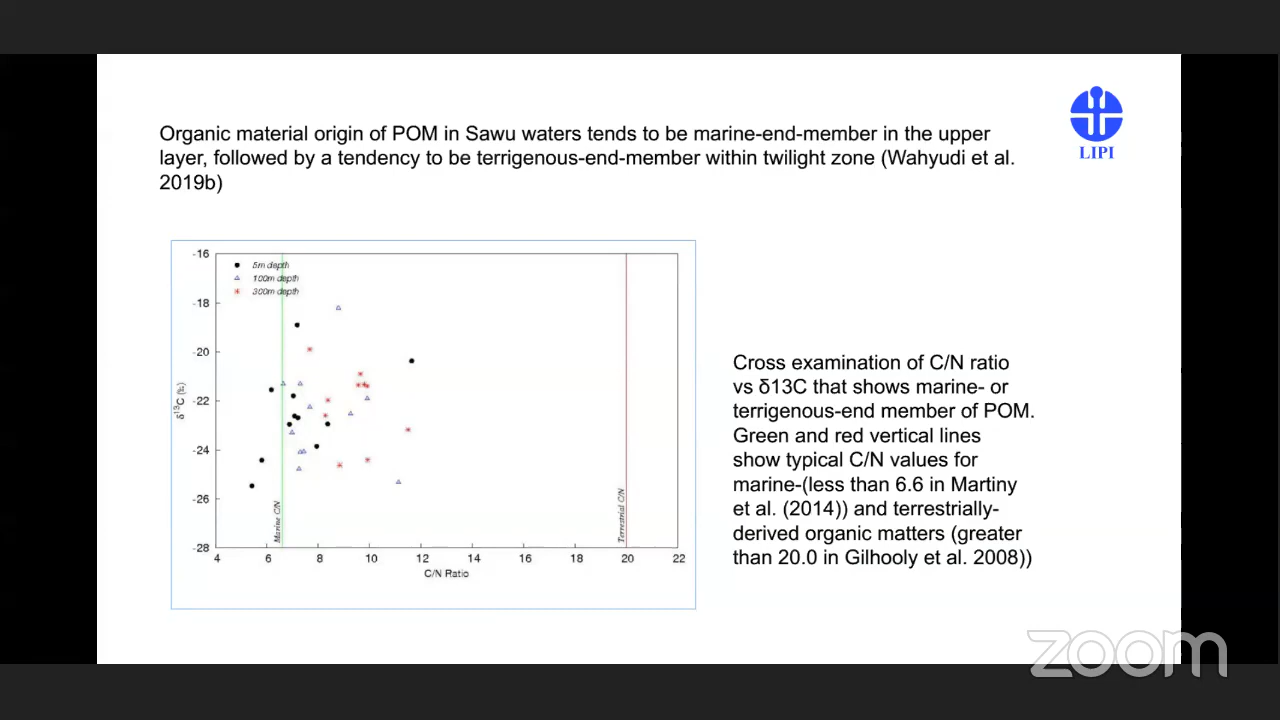 Organic material origin of POM in Sawu waters tends to be marine-end-member in the upper
layer, followed by a tendency to be terrigenous-end-member within twilight zone (Wahyudi et al.
2019b)
LIPI
-16
-18
-20
-22
-24
-26
-28
δ13C (‰)
5m depth
100m depth
300m depth
Marine C/N
Terrestrial C/N
4 6 8 10 12 14 16 18 20 22
C/N Ratio
Cross examination of C/N ratio
vs δ13C that shows marine- or
terrigenous-end member of POM.
Green and red vertical lines
show typical C/N values for
marine-(less than 6.6 in Martiny
et al. (2014)) and terrestrially-
derived organic matters (greater
than 20.0 in Gilhooly et al. 2008))
zoom